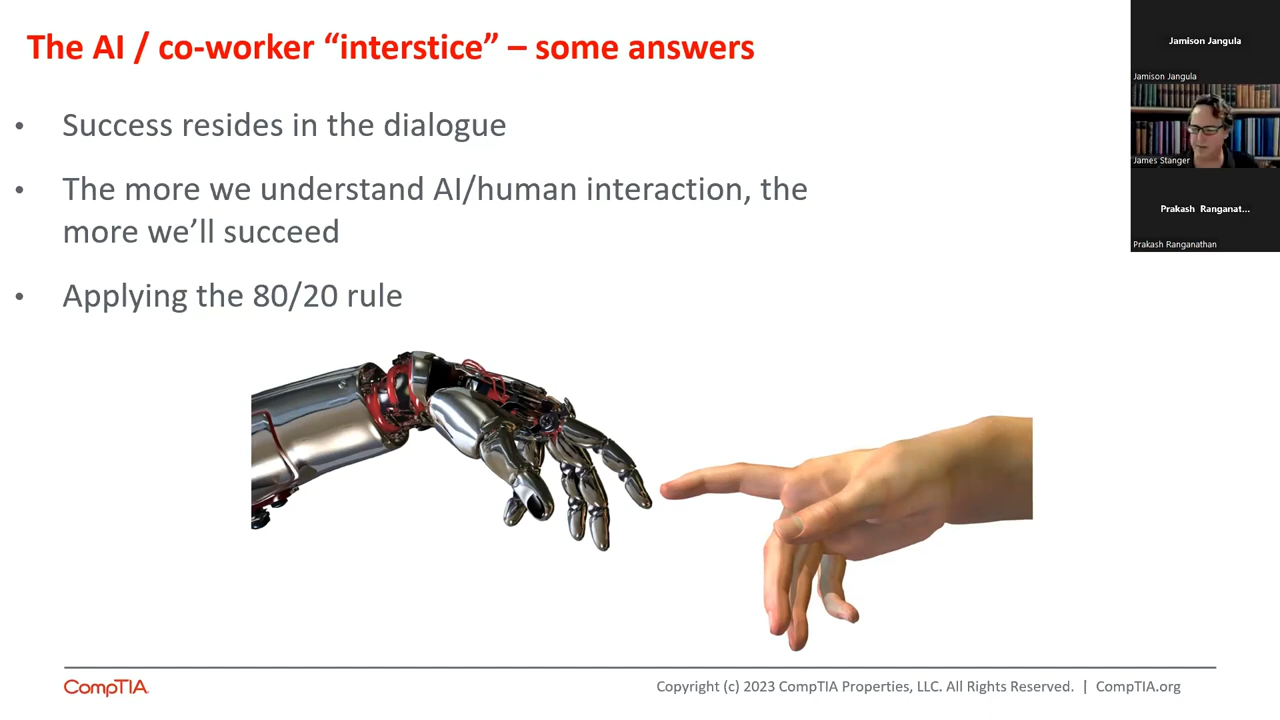 The AI / co-worker “interstice” – some answers
• Success resides in the dialogue
• The more we understand AI/human interaction, the
more we’ll succeed
• Applying the 80/20 rule
Jamison Jangula
Jamison Jangula
James Stanger
Prakash Ranganat...
Prakash Ranganathan
CompTIA.
Copyright (c) 2023 CompTIA Properties, LLC. All Rights Reserved. | CompTIA.org